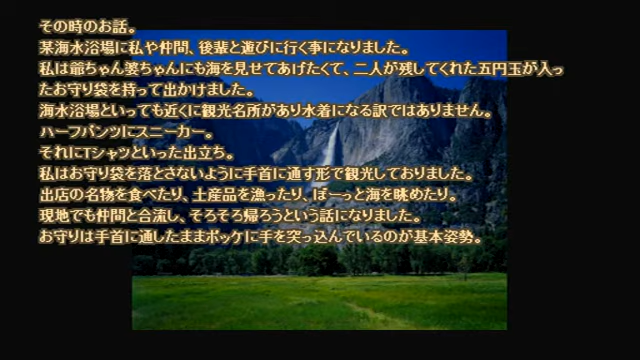 その時のお話。
某海水浴場に私や仲間、後輩と遊びに行く事になりました。
私は爺ちゃん婆ちゃんにも海を見せてあげたくて、二人が残してくれた五円玉が入っ
たお守り袋を持って出かけました。
海水浴場といっても近くに観光名所があり水着になる訳ではありません。
ハーフパンツにスニーカー。
それにTシャツといった出立ち。
私はお守り袋を落とさないように手首に通す形で観光しておりました。
出店の名物を食べたり、土産品を漁ったり、ぼーっと海を眺めたり。
現地でも仲間と合流し、そろそろ帰ろうという話になりました。
お守りは手首に通したままポッケに手を突っ込んでいるのが基本姿勢。